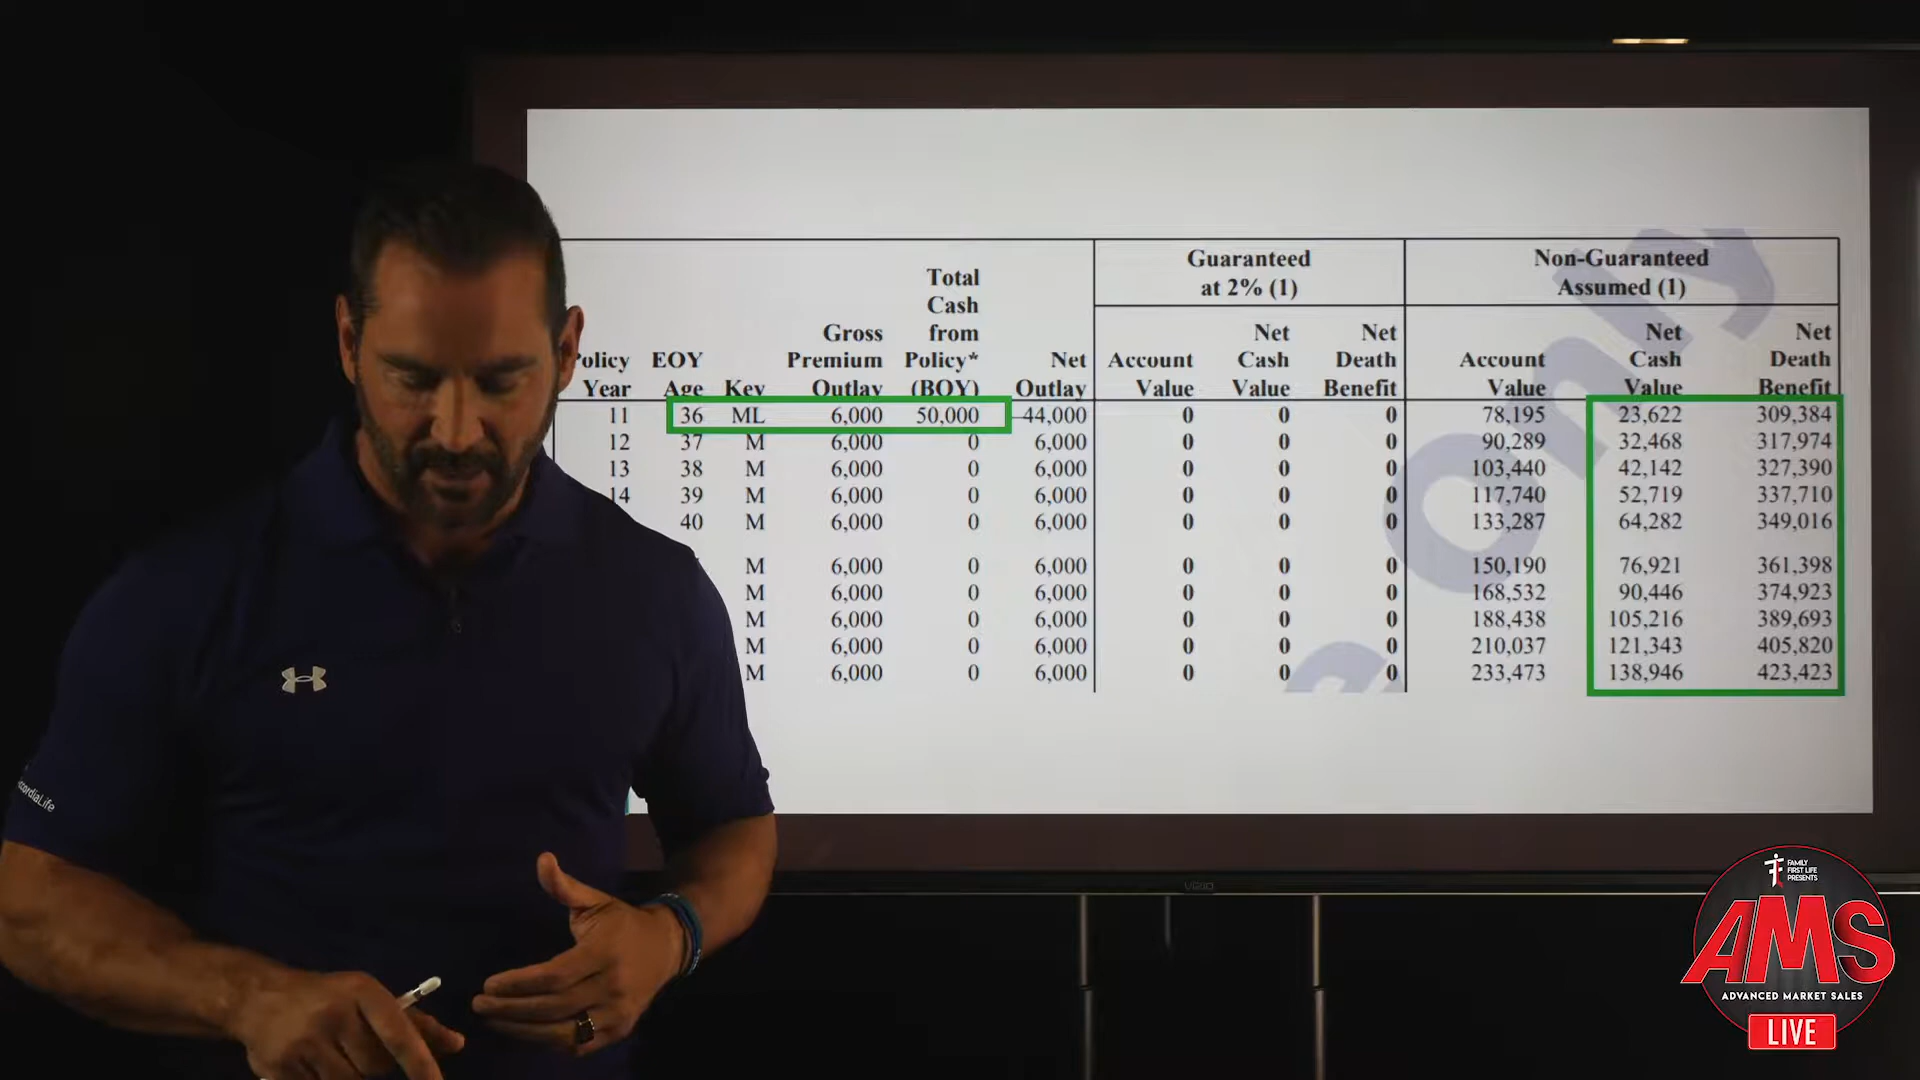 Guaranteed
at 2% (1)
Non-Guaranteed
Assumed (1)
Policy Year EOY Age Key Gross Premium Outlay Total Cash from Policy* (BOY) Net Outlay Account Value Net Cash Value Net Death Benefit Account Value Net Cash Value Net Death Benefit
11 36 ML 6,000 50,000 -44,000 0 0 0 78,195 23,622 309,384
12 37 M 6,000 0 6,000 0 0 0 90,289 32,468 317,974
13 38 M 6,000 0 6,000 0 0 0 103,440 42,142 327,390
14 39 M 6,000 0 6,000 0 0 0 117,740 52,719 337,710
40 M 6,000 0 6,000 0 0 0 133,287 64,282 349,016
M 6,000 0 6,000 0 0 0 150,190 76,921 361,398
M 6,000 0 6,000 0 0 0 168,532 90,446 374,923
M 6,000 0 6,000 0 0 0 188,438 105,216 389,693
M 6,000 0 6,000 0 0 0 210,037 121,343 405,820
M 6,000 0 6,000 0 0 0 233,473 138,946 423,423
Only
VIZIO
FAMILY
FIRST LIFE
PRESENTS
AMS
ADVANCED MARKET SALES
LIVE